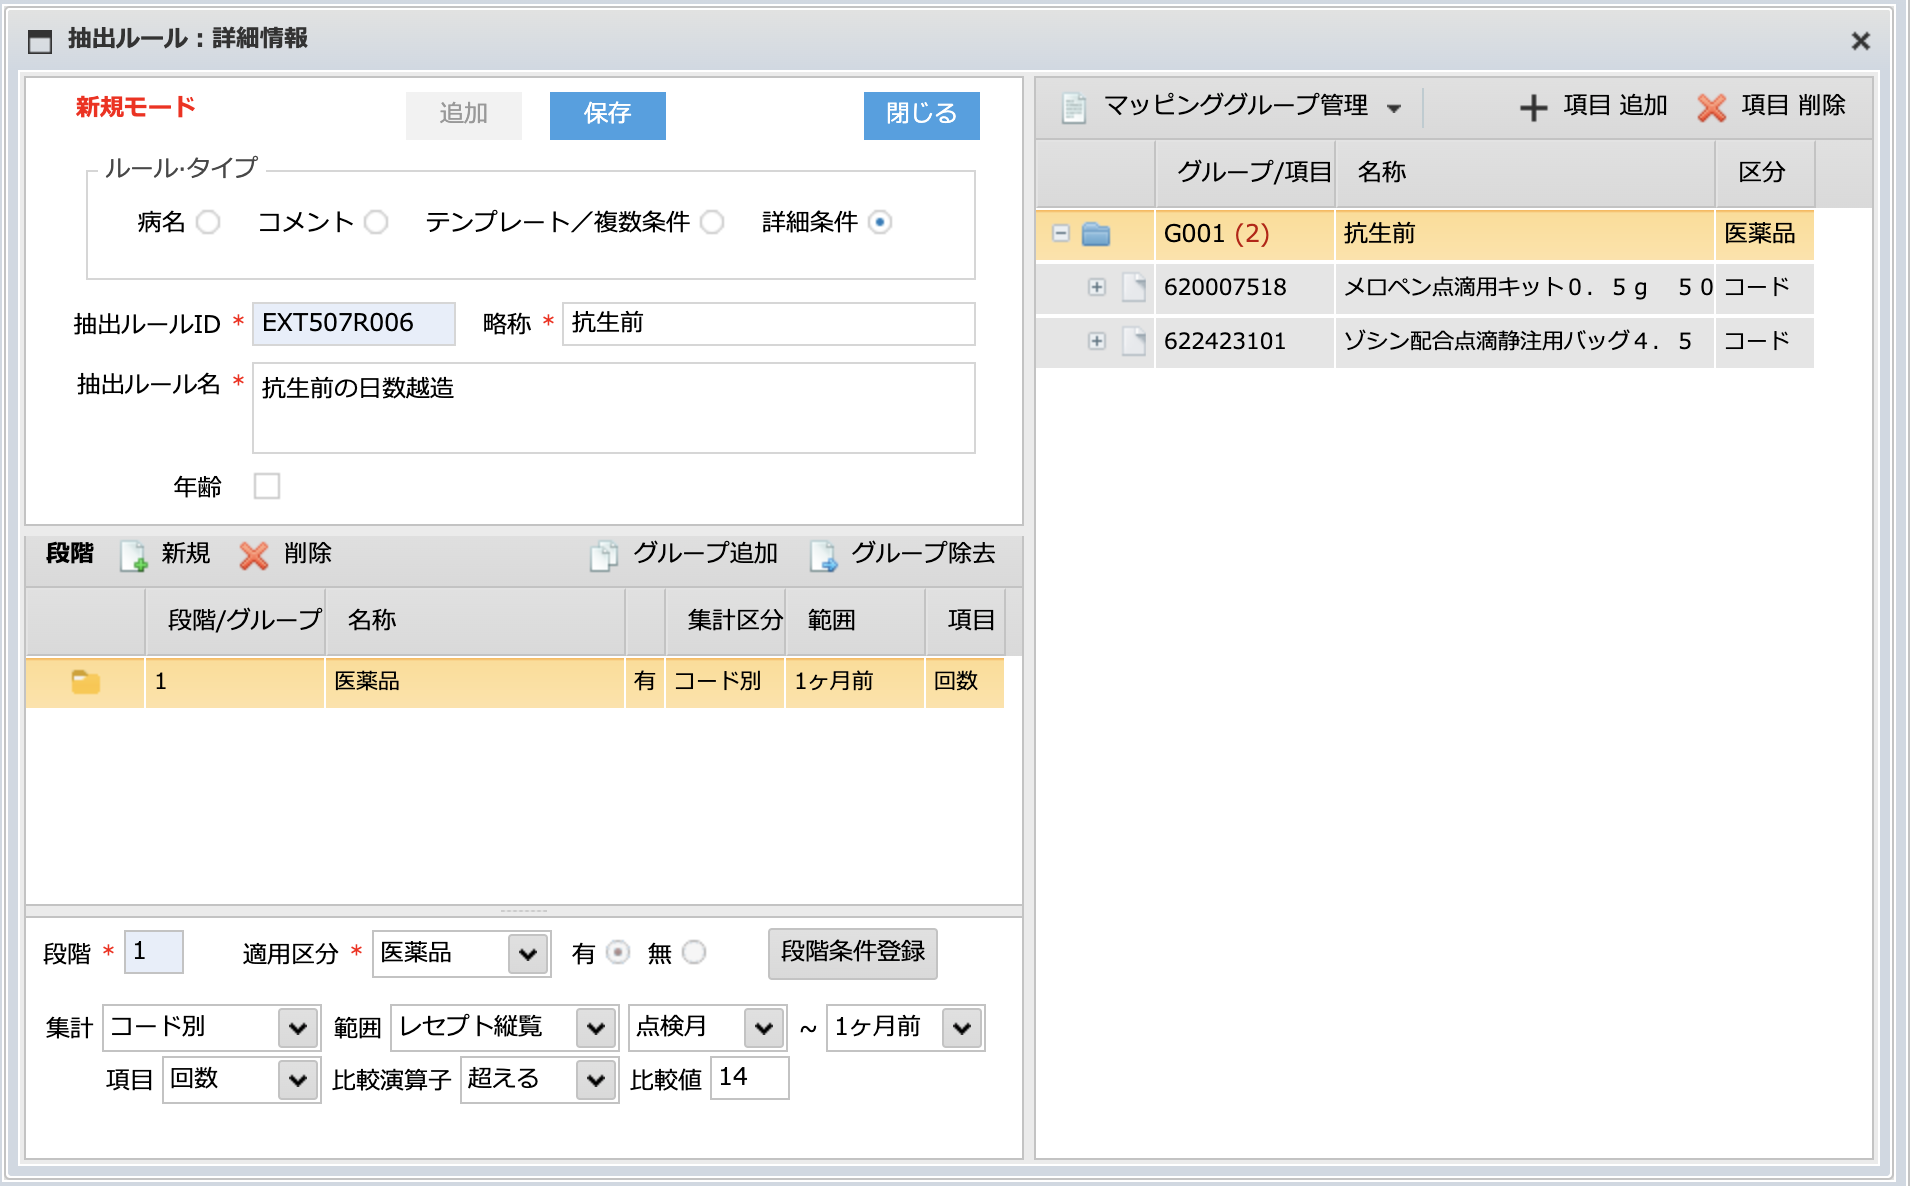 抽出ルール：詳細情報
新規モード
追加
保存
閉じる
ルール·タイプ
病名
コメント
テンプレート／複数条件
詳細条件
抽出ルールID * EXT507R006
略称 * 抗生前
抽出ルール名 * 抗生前の日数越造
年齢
段階 新規 削除 グループ追加 グループ除去
段階/グループ 名称 集計区分 範囲 項目
1 医薬品 有 コード別 1ヶ月前 回数
段階 * 1 適用区分 * 医薬品 有 無 段階条件登録
集計 コード別 範囲 レセプト縦覧 点検月 ~ 1ヶ月前
項目 回数 比較演算子 超える 比較値 14
マッピンググループ管理 項目 追加 項目 削除
グループ/項目 名称 区分
G001 (2) 抗生前 医薬品
620007518 メロペン点滴用キット０．５ｇ　５０ コード
622423101 ゾシン配合点滴静注用バッグ４．５ コード